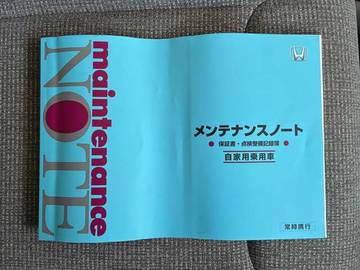 maintenance
NOTE
メンテナンスノート
● 保証書・点検整備記録簿 ●
自家用乗用車
常時携行